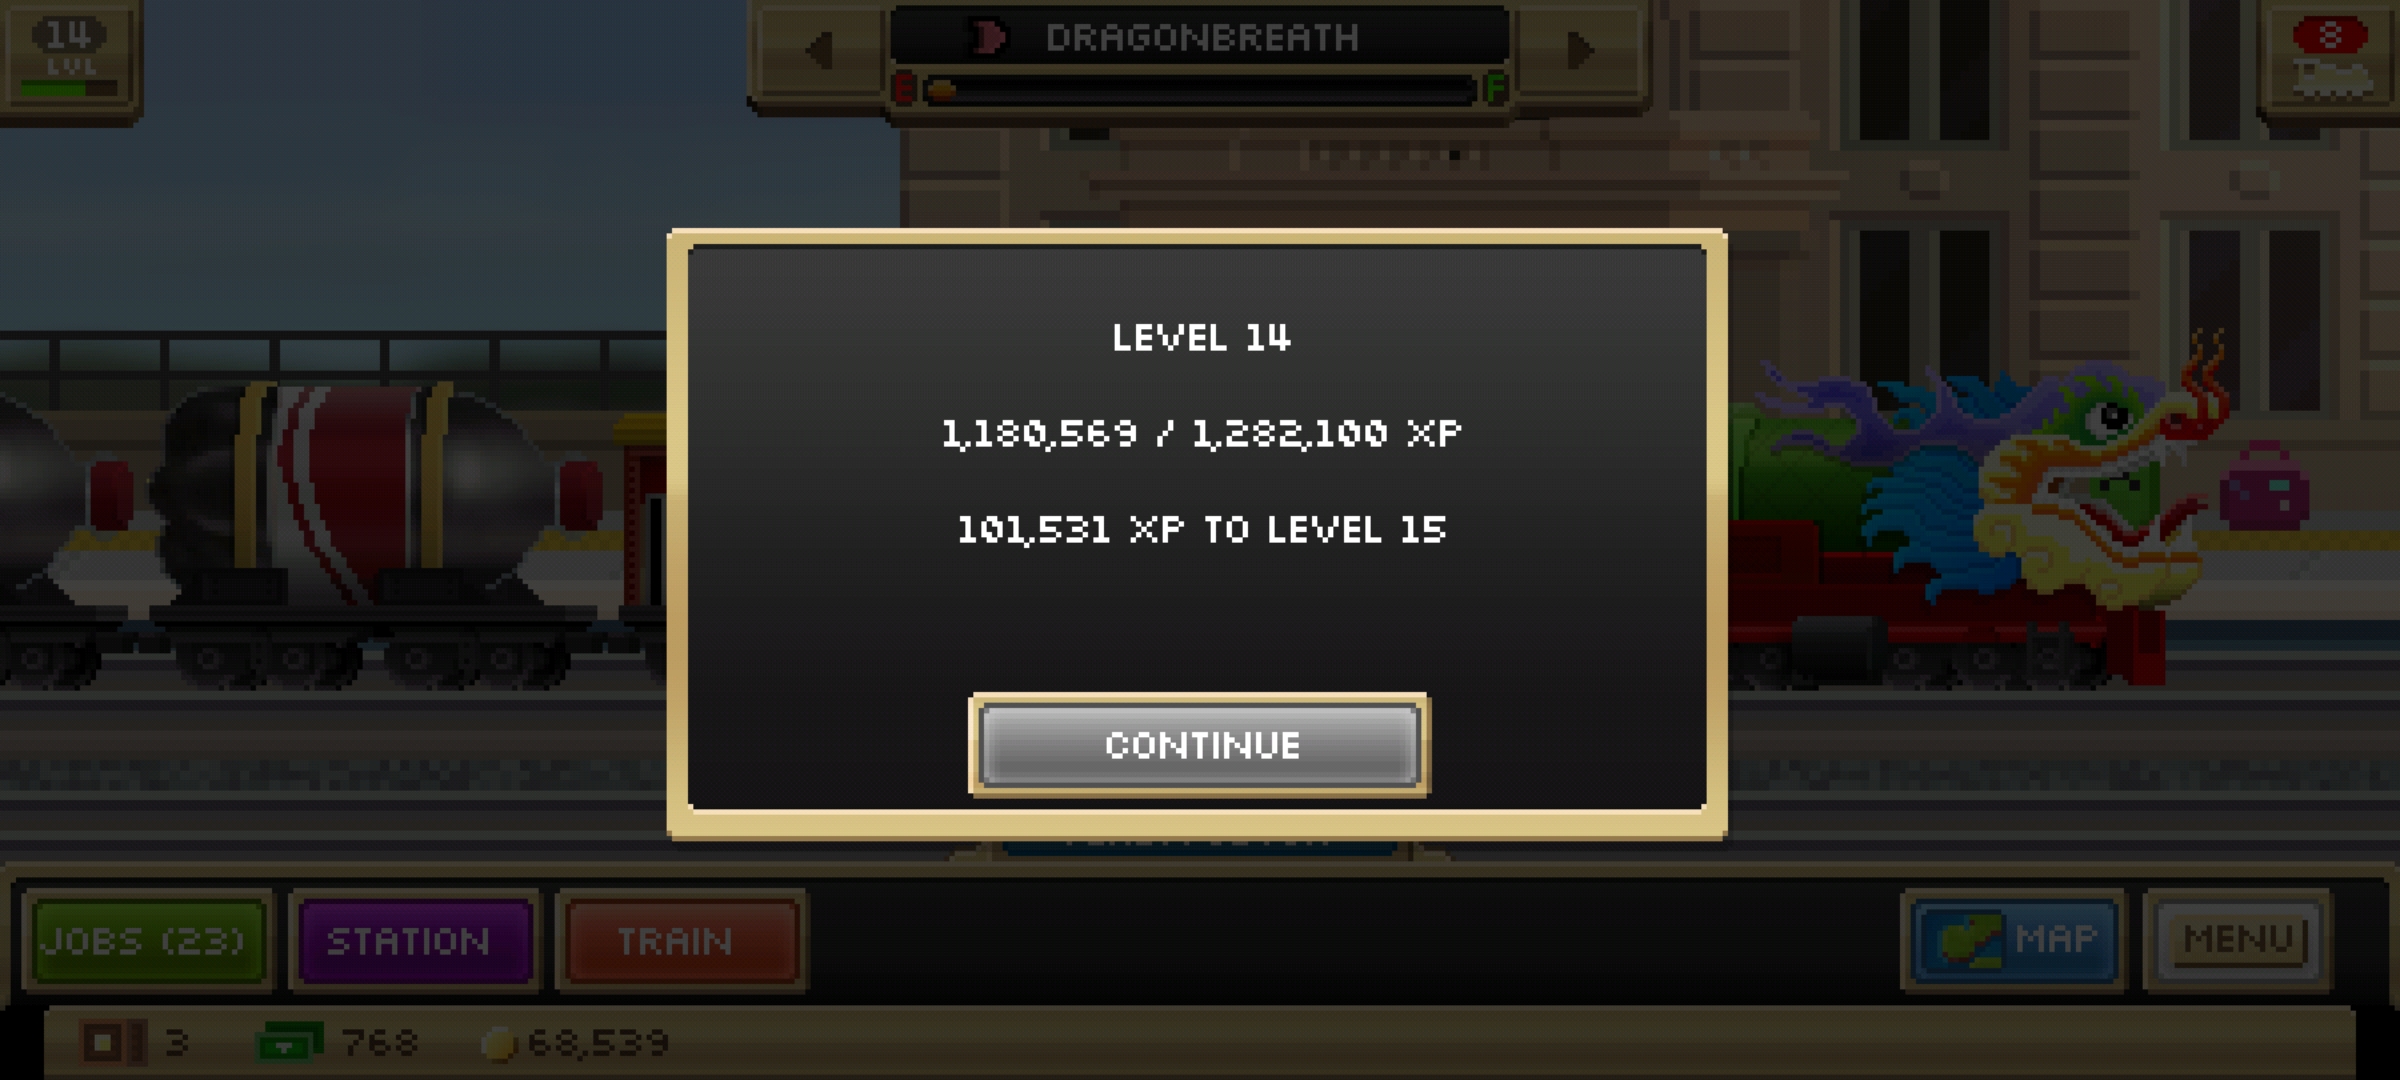 14
LVL
DRAGONBREATH
E
F
8
LEVEL 14
1,180,569 / 1,282,100 XP
101,531 XP TO LEVEL 15
CONTINUE
JOBS (23)
STATION
TRAIN
MAP
MENU
3
768
68,539